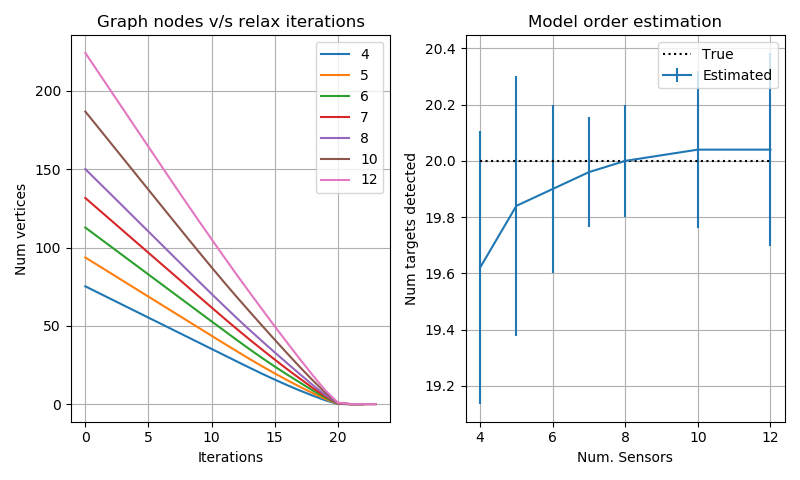 Graph nodes v/s relax iterations
Num vertices
200
150
100
50
0
0 5 10 15 20
Iterations
4
5
6
7
8
10
12
Model order estimation
Num targets detected
20.4
20.2
20.0
19.8
19.6
19.4
19.2
4 6 8 10 12
Num. Sensors
True
Estimated